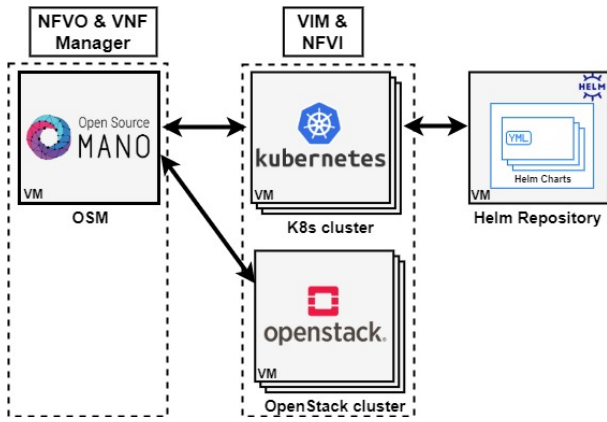 NFVO & VNF
Manager
VIM &
NFVI
Open Source
MANO
VM
OSM
kubernetes
VM
K8s cluster
HELM
YML
Helm Charts
VM
Helm Repository
openstack.
VM
OpenStack cluster